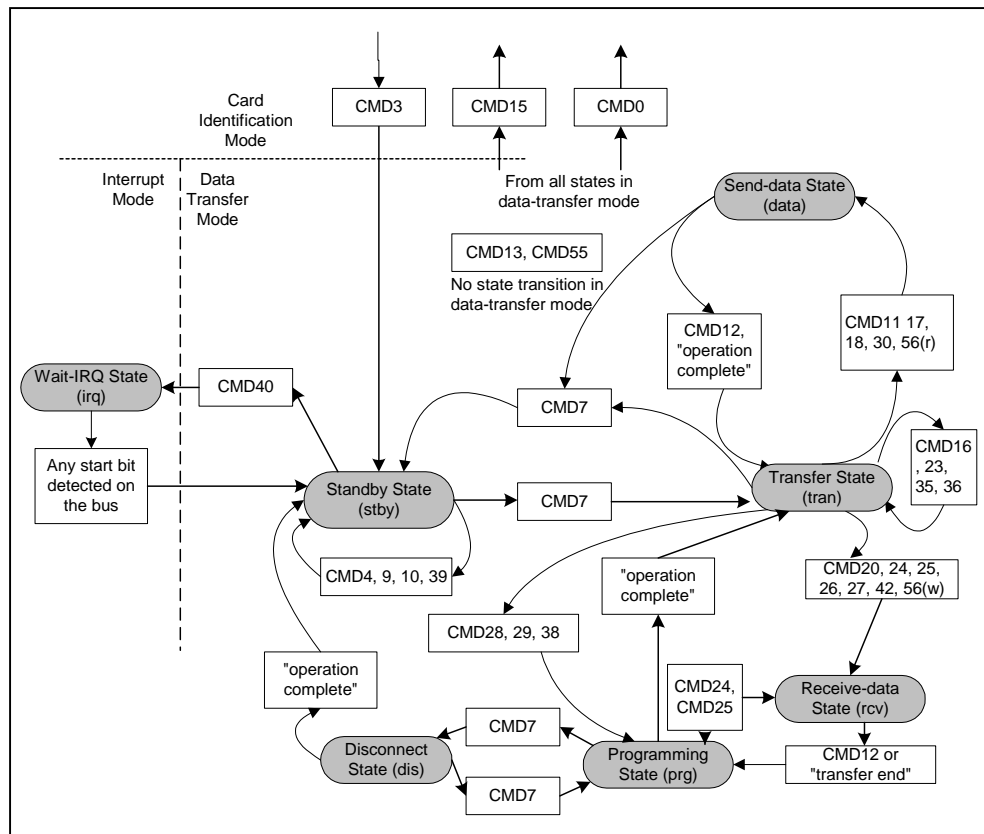 Card
Identification
Mode
CMD3
CMD15
CMD0
Interrupt
Mode
Data
Transfer
Mode
From all states in
data-transfer mode
Send-data State
(data)
CMD13, CMD55
No state transition in
data-transfer mode
CMD12,
"operation
complete"
CMD11 17,
18, 30, 56(r)
Wait-IRQ State
(irq)
CMD40
CMD7
CMD16
, 23,
35, 36
Any start bit
detected on
the bus
Standby State
(stby)
CMD7
Transfer State
(tran)
CMD4, 9, 10, 39
"operation
complete"
CMD20, 24, 25,
26, 27, 42, 56(w)
CMD28, 29, 38
"operation
complete"
CMD24,
CMD25
Receive-data
State (rcv)
CMD7
Disconnect
State (dis)
Programming
State (prg)
CMD12 or
"transfer end"
CMD7